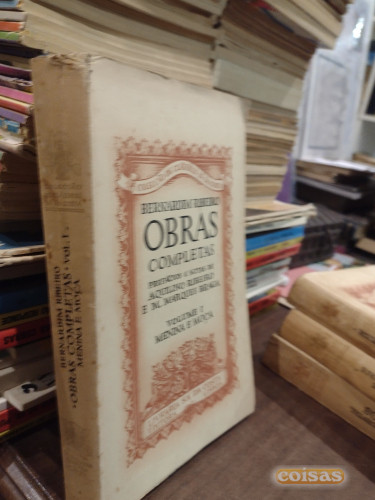 BERNARDIM RIBEIRO
OBRAS
COMPLETAS
PREFÁCIO E NOTAS DE
AQUILINO RIBEIRO
E M. MARQUES BRAGA
VOLUME I
MENINA E MOÇA
BERNARDIM RIBEIRO
OBRAS COMPLETAS • VOL. I •
MENINA E MOÇA
coisas